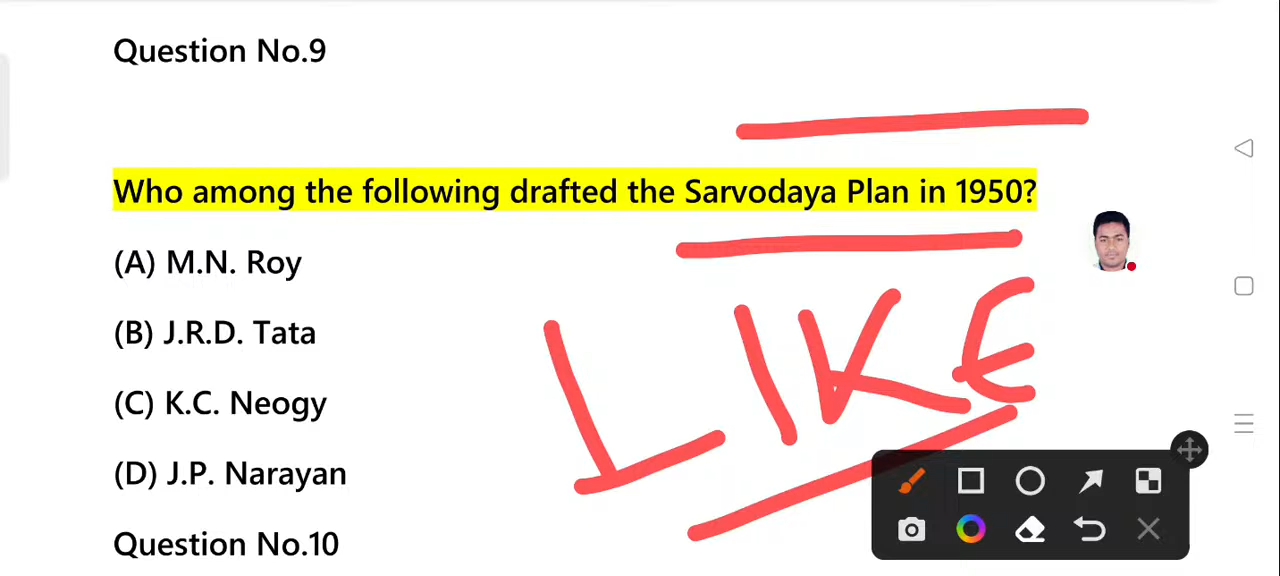 Question No.9
Who among the following drafted the Sarvodaya Plan in 1950?
(A) M.N. Roy
(B) J.R.D. Tata
(C) K.C. Neogy
(D) J.P. Narayan
LIKE
Question No.10